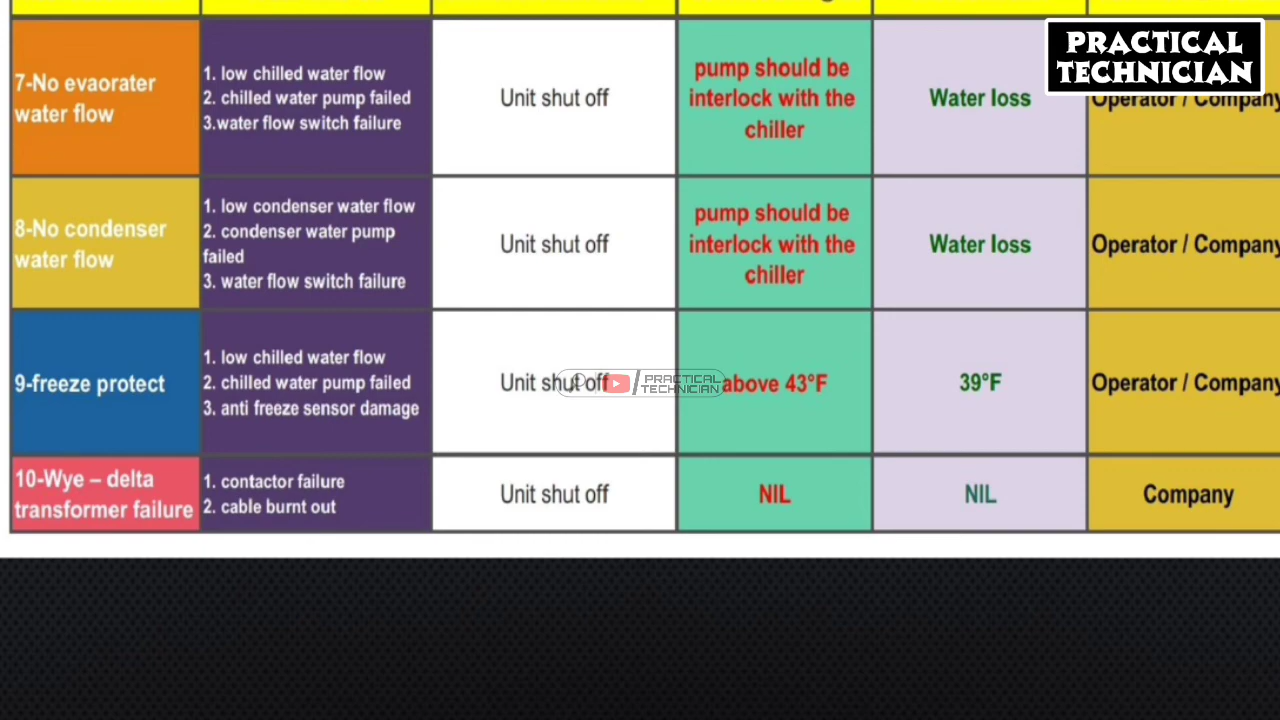 PRACTICAL
TECHNICIAN
7-No evaorater
water flow
1. low chilled water flow
2. chilled water pump failed
3.water flow switch failure
Unit shut off
pump should be
interlock with the
chiller
Water loss
Operator / Company
8-No condenser
water flow
1. low condenser water flow
2. condenser water pump
failed
3. water flow switch failure
Unit shut off
pump should be
interlock with the
chiller
Water loss
Operator / Company
9-freeze protect
1. low chilled water flow
2. chilled water pump failed
3. anti freeze sensor damage
Unit shut off
PRACTICAL
TECHNICIAN
above 43°F
39°F
Operator / Company
10-Wye – delta
transformer failure
1. contactor failure
2. cable burnt out
Unit shut off
NIL
NIL
Company